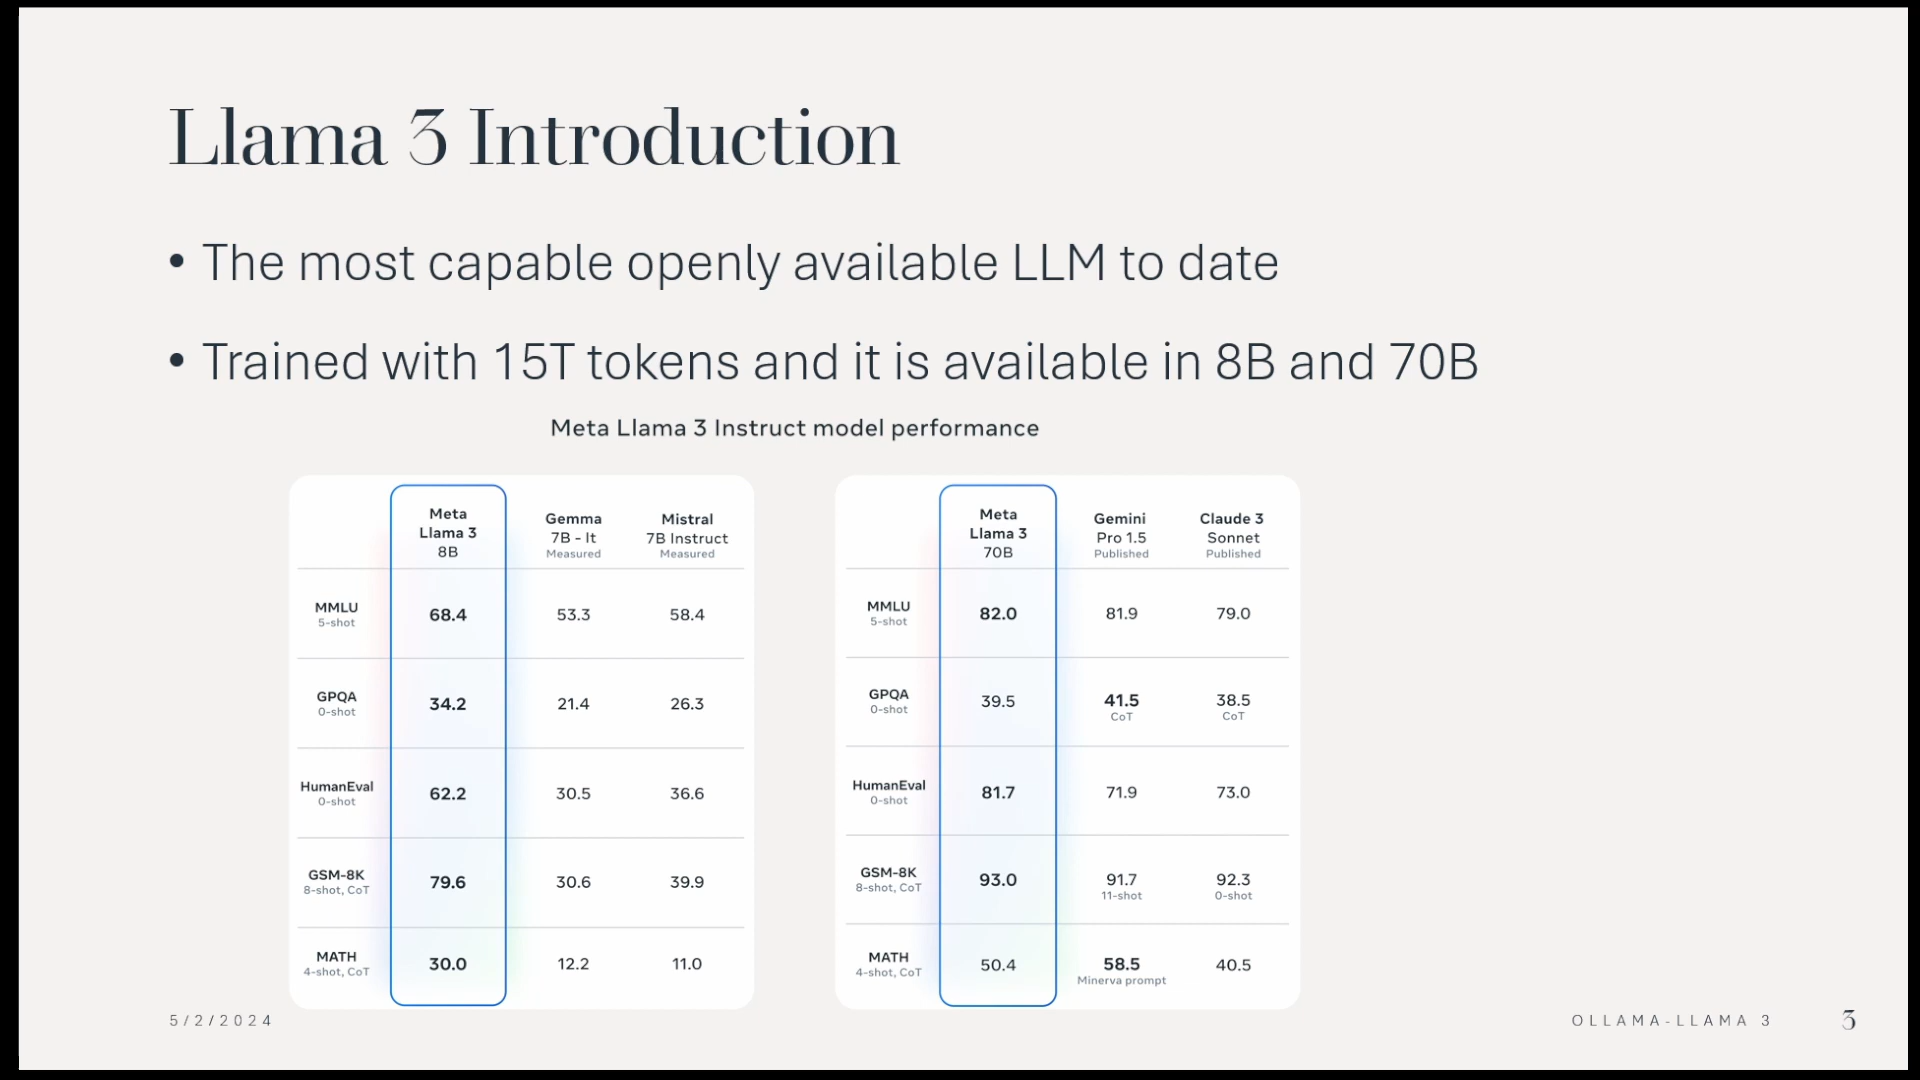 Llama 3 Introduction
• The most capable openly available LLM to date
• Trained with 15T tokens and it is available in 8B and 70B
Meta Llama 3 Instruct model performance
Meta Llama 3 8B
Gemma 7B - It Measured
Mistral 7B Instruct Measured
MMLU 5-shot 68.4 53.3 58.4
GPQA 0-shot 34.2 21.4 26.3
HumanEval 0-shot 62.2 30.5 36.6
GSM-8K 8-shot, CoT 79.6 30.6 39.9
MATH 4-shot, CoT 30.0 12.2 11.0
Meta Llama 3 70B
Gemini Pro 1.5 Published
Claude 3 Sonnet Published
MMLU 5-shot 82.0 81.9 79.0
GPQA 0-shot 39.5 41.5 CoT 38.5 CoT
HumanEval 0-shot 81.7 71.9 73.0
GSM-8K 8-shot, CoT 93.0 91.7 11-shot 92.3 0-shot
MATH 4-shot, CoT 50.4 58.5 Minerva prompt 40.5
5/2/2024
OLLAMA-LLAMA 3
3